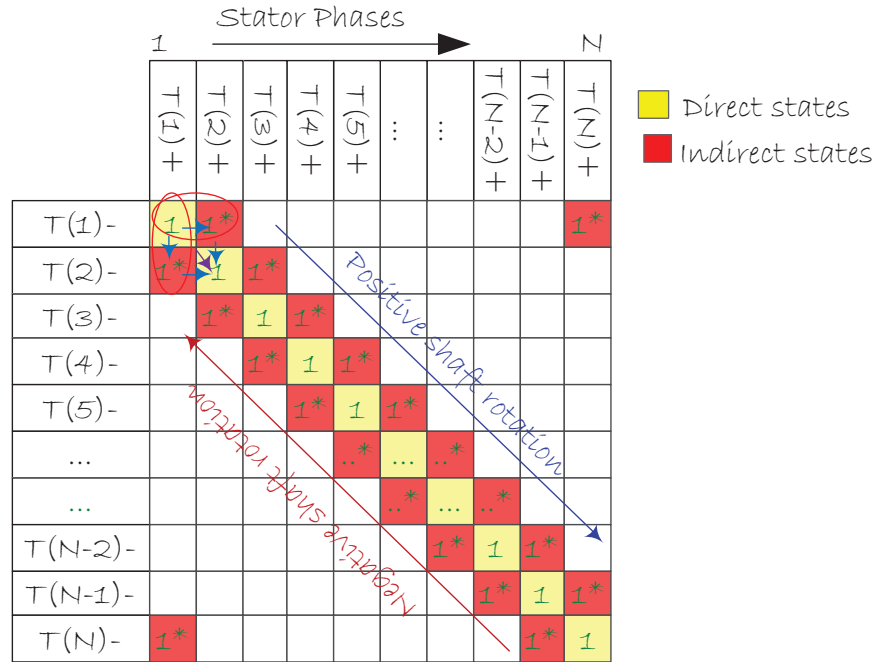 Stator Phases
1 N
T(1)+ T(2)+ T(3)+ T(4)+ T(5)+ ... ... T(N-2)+ T(N-1)+ T(N)+
Direct states
Indirect states
T(1)- 1 1* 1*
T(2)- 1* 1 1*
T(3)- 1* 1 1*
T(4)- 1* 1 1*
T(5)- 1* 1 1*
... ..* ... ..*
... ..* ... ..*
T(N-2)- 1* 1 1*
T(N-1)- 1* 1 1*
T(N)- 1* 1* 1
Positive shaft rotation
Negative shaft rotation